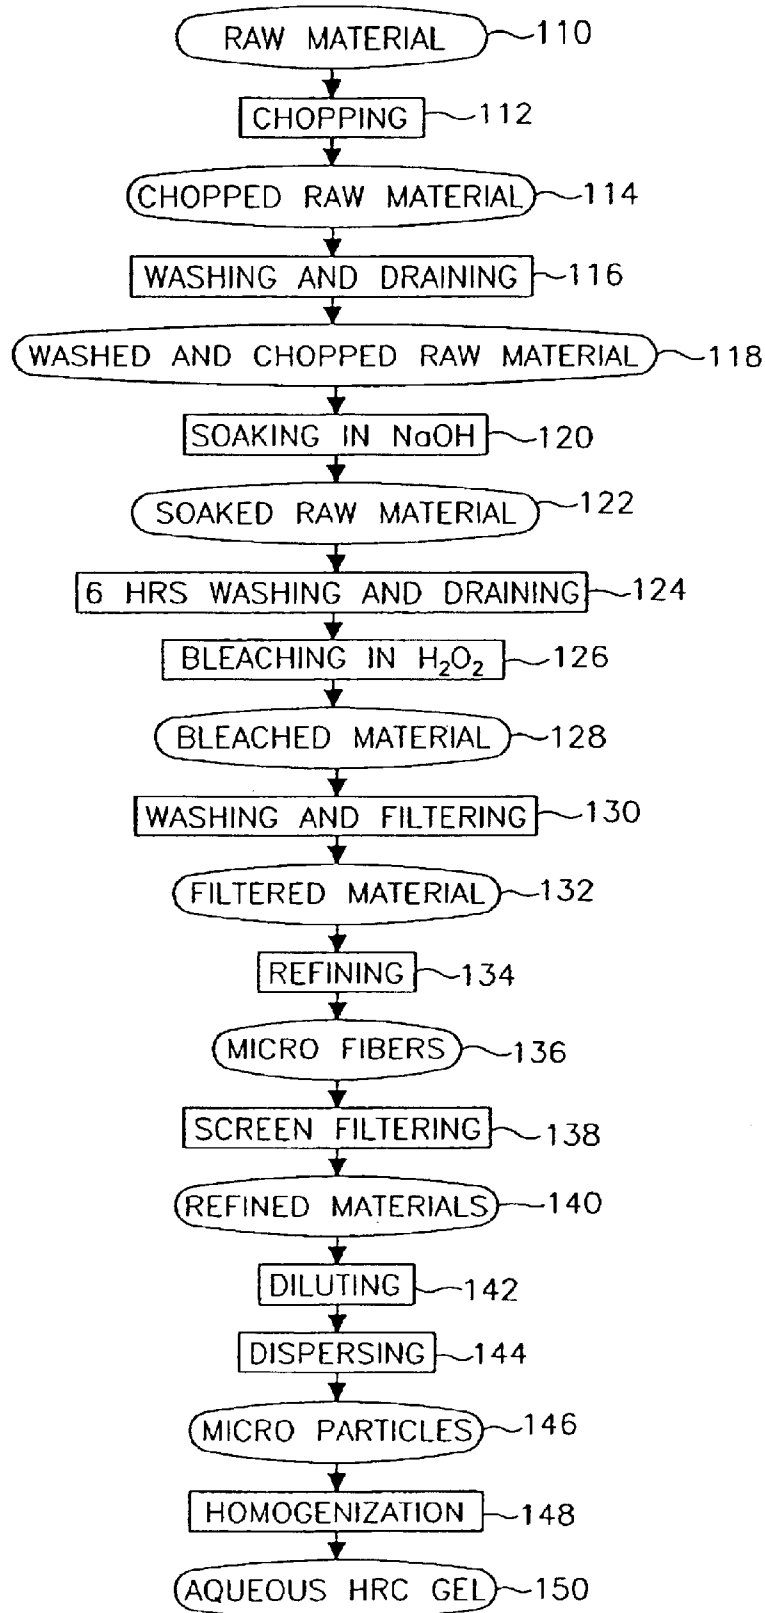 RAW MATERIAL 110
CHOPPING 112
CHOPPED RAW MATERIAL 114
WASHING AND DRAINING 116
WASHED AND CHOPPED RAW MATERIAL 118
SOAKING IN NaOH 120
SOAKED RAW MATERIAL 122
6 HRS WASHING AND DRAINING 124
BLEACHING IN H₂O₂ 126
BLEACHED MATERIAL 128
WASHING AND FILTERING 130
FILTERED MATERIAL 132
REFINING 134
MICRO FIBERS 136
SCREEN FILTERING 138
REFINED MATERIALS 140
DILUTING 142
DISPERSING 144
MICRO PARTICLES 146
HOMOGENIZATION 148
AQUEOUS HRC GEL 150